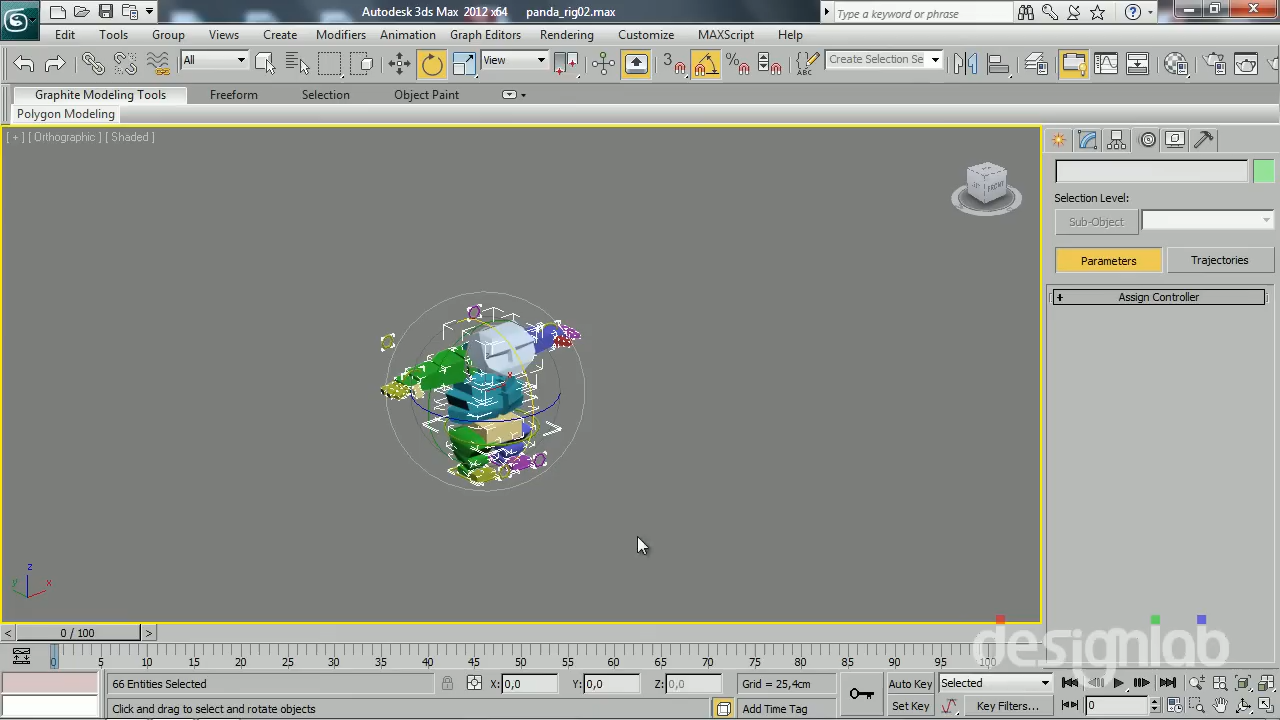 Autodesk 3ds Max 2012 x64 panda_rig02.max
Type a keyword or phrase
Edit Tools Group Views Create Modifiers Animation Graph Editors Rendering Customize MAXScript Help
All
View
3
Create Selection Se
ABC
Graphite Modeling Tools Freeform Selection Object Paint
Polygon Modeling
[ + ] [ Orthographic ] [ Shaded ]
FRONT
Selection Level:
Sub-Object
Parameters Trajectories
+ Assign Controller
x
z
y x
< 0 / 100 >
0 5 10 15 20 25 30 35 40 45 50 55 60 65 70 75 80 85 90 95 100
designlab
66 Entities Selected
X: 0,0
Y: 0,0
Z: 0,0
Grid = 25,4cm
Auto Key
Selected
Click and drag to select and rotate objects
Add Time Tag
Set Key
Key Filters...
0